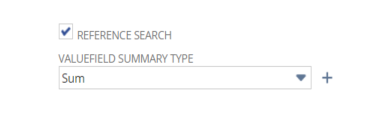 REFERENCE SEARCH
VALUEFIELD SUMMARY TYPE
Sum